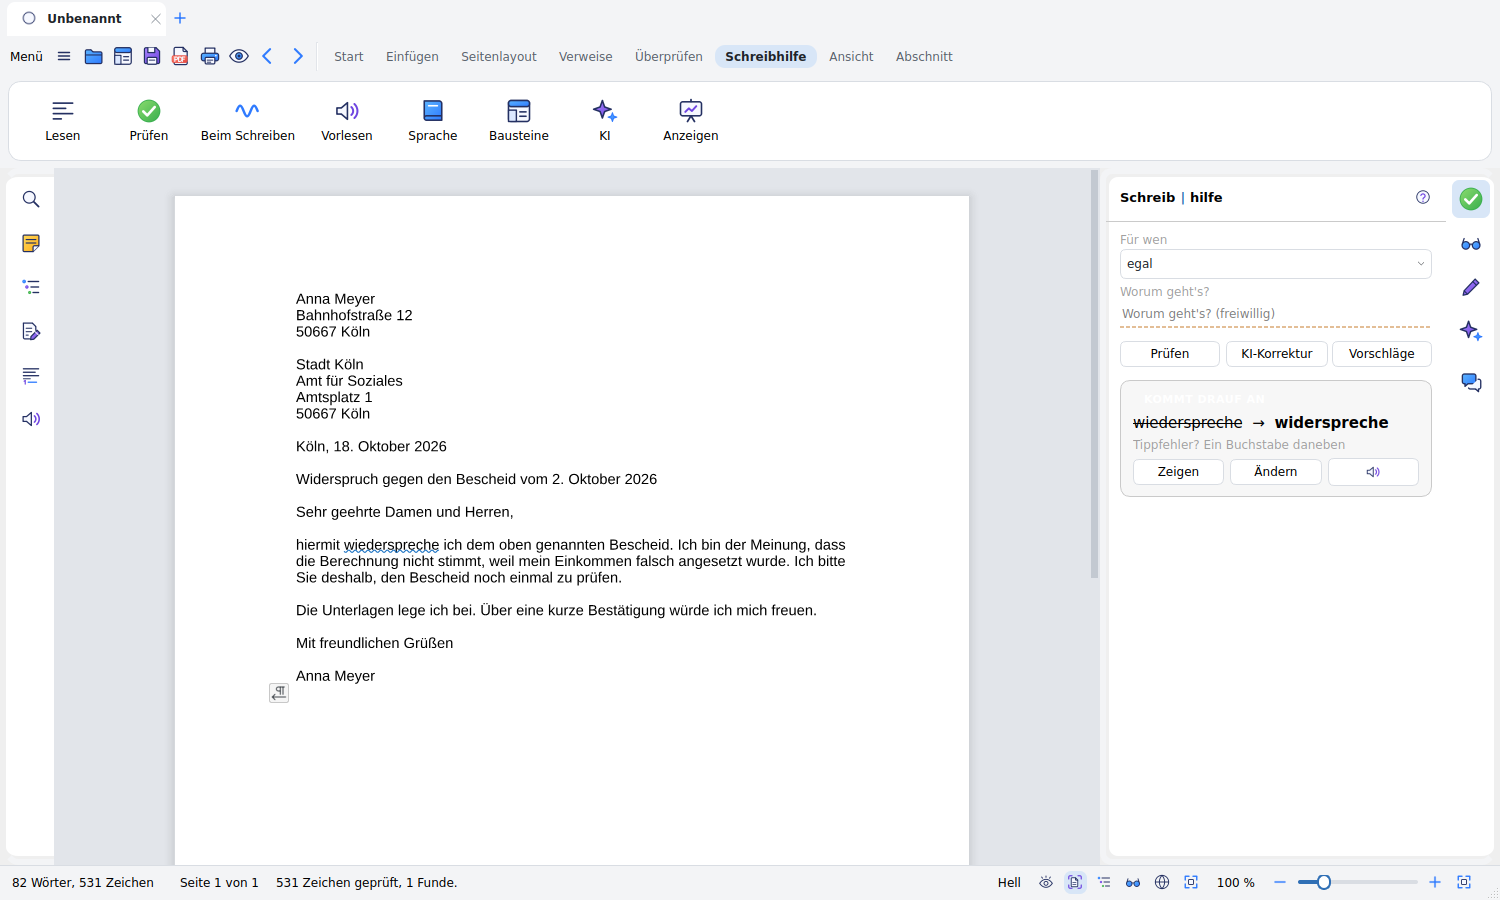 Unbenannt
Menü
Start Einfügen Seitenlayout Verweise Überprüfen Schreibhilfe Ansicht Abschnitt
Lesen Prüfen Beim Schreiben Vorlesen Sprache Bausteine KI Anzeigen
Anna Meyer
Bahnhofstraße 12
50667 Köln
Stadt Köln
Amt für Soziales
Amtsplatz 1
50667 Köln
Köln, 18. Oktober 2026
Widerspruch gegen den Bescheid vom 2. Oktober 2026
Sehr geehrte Damen und Herren,
hiermit wiederspreche ich dem oben genannten Bescheid. Ich bin der Meinung, dass
die Berechnung nicht stimmt, weil mein Einkommen falsch angesetzt wurde. Ich bitte
Sie deshalb, den Bescheid noch einmal zu prüfen.
Die Unterlagen lege ich bei. Über eine kurze Bestätigung würde ich mich freuen.
Mit freundlichen Grüßen
Anna Meyer
Schreib | hilfe
Für wen
egal
Worum geht's?
Worum geht's? (freiwillig)
Prüfen KI-Korrektur Vorschläge
KOMMT DRAUF AN
wiederspreche → widerspreche
Tippfehler? Ein Buchstabe daneben
Zeigen Ändern
82 Wörter, 531 Zeichen Seite 1 von 1 531 Zeichen geprüft, 1 Funde. Hell 100 %